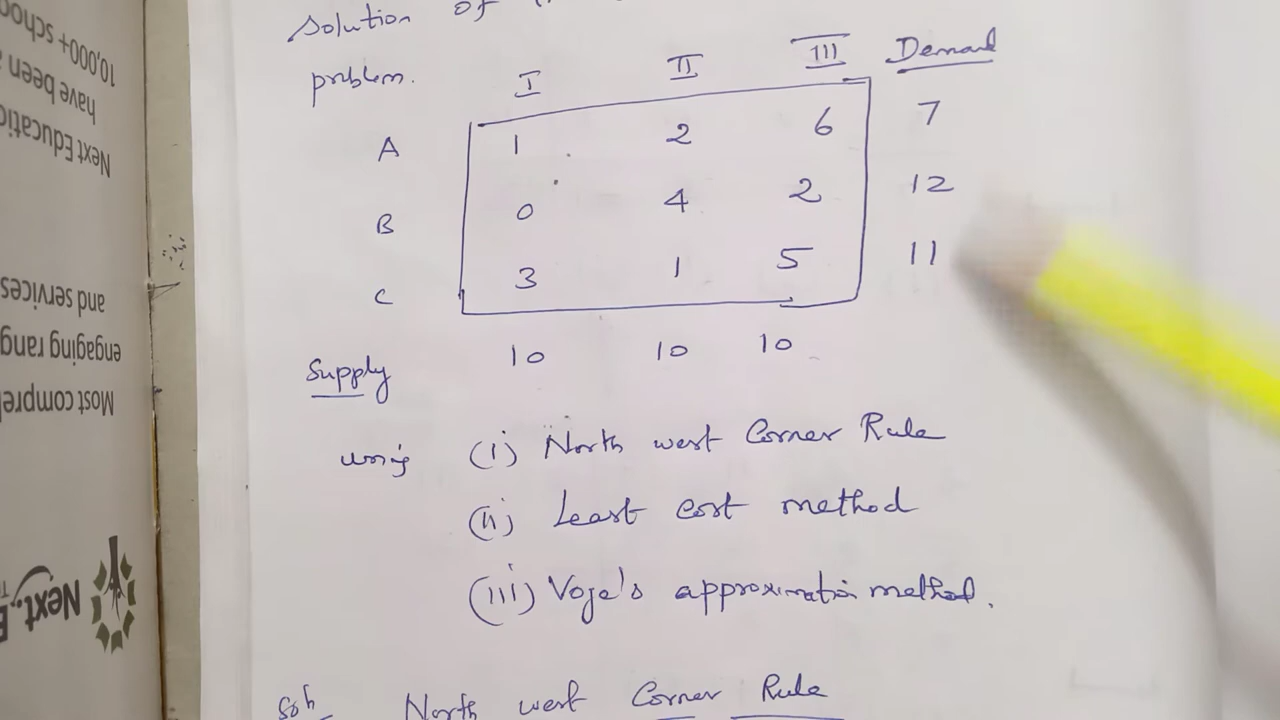 Solution of
problem.
I II III Demand
A 1 2 6 7
B 0 4 2 12
C 3 1 5 11
Supply 10 10 10
using (i) North west Corner Rule
(ii) Least cost method
(iii) Voge's approximation method.
Soln North west Corner Rule
10,000+ schoo
have been a
Next Educatio
and services
engaging rang
Most compreh
Next.